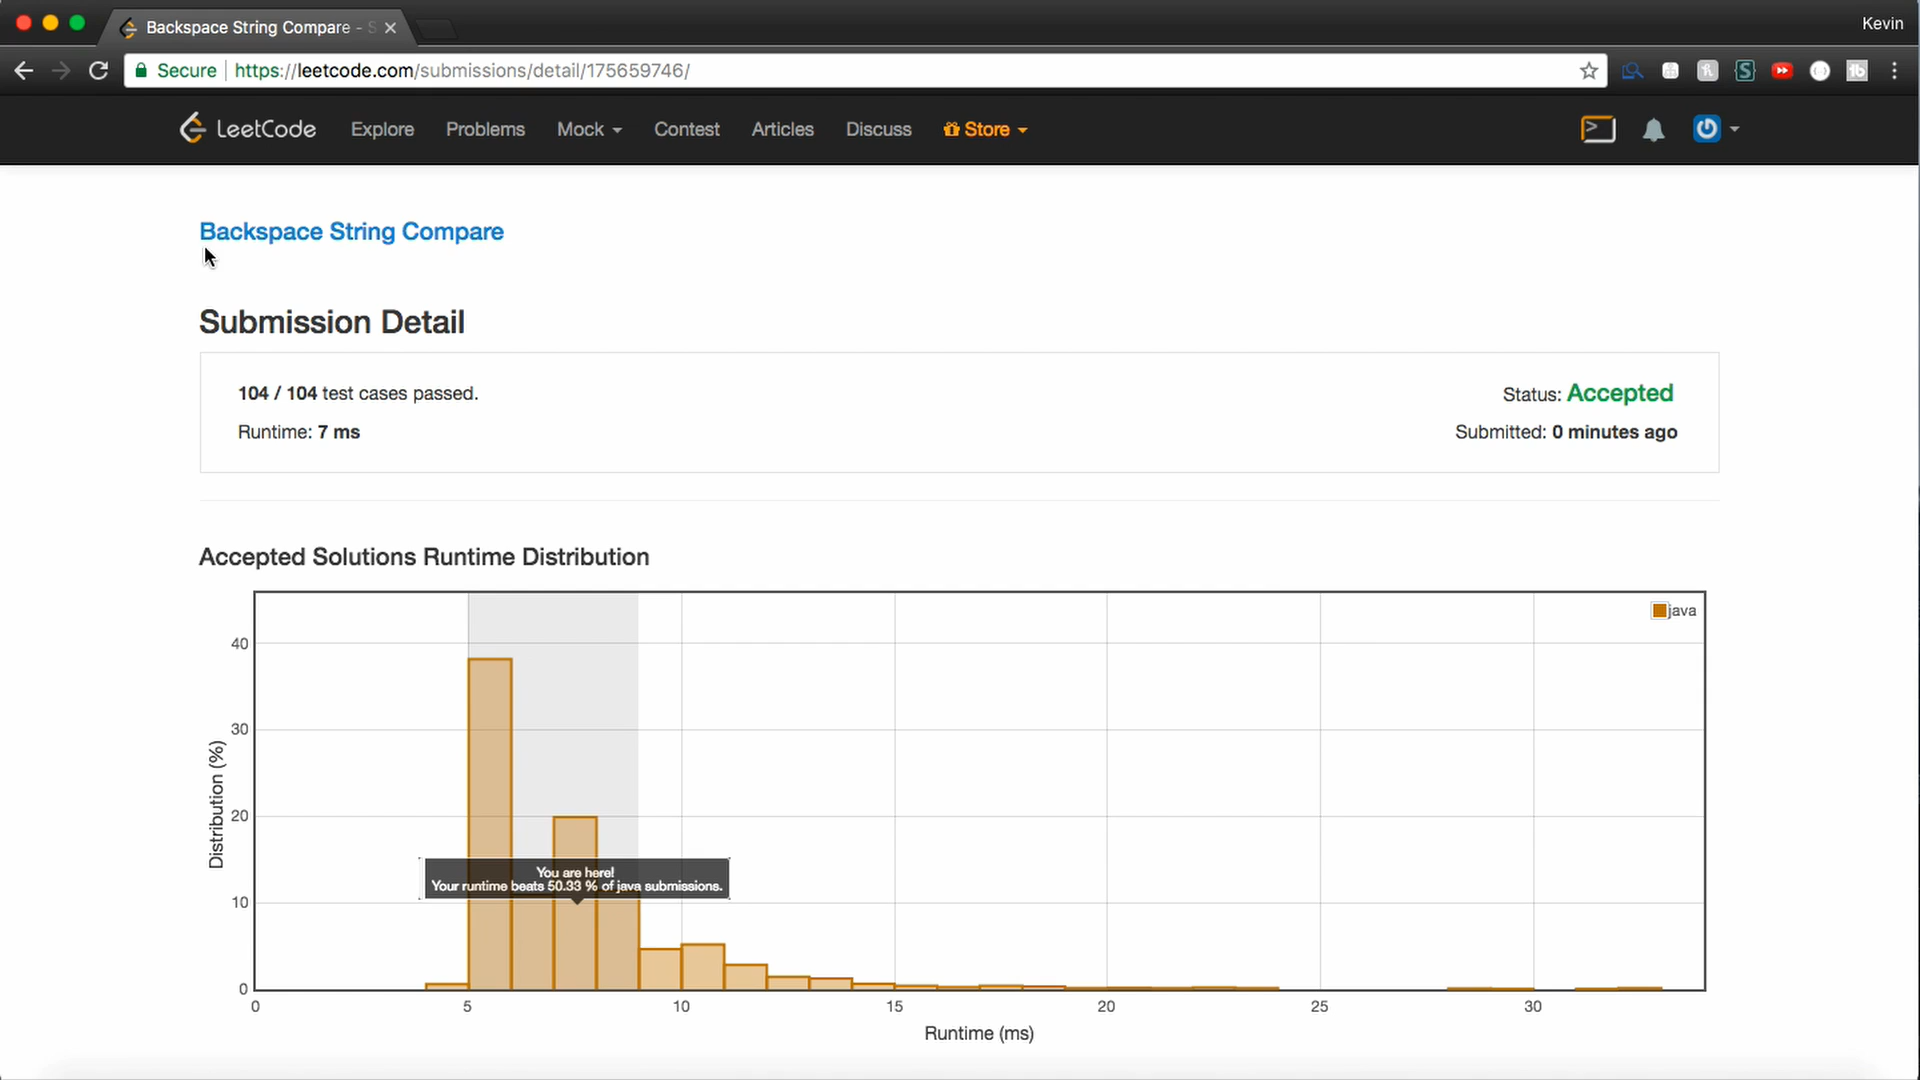 Backspace String Compare - S
Kevin
Secure
https://leetcode.com/submissions/detail/175659746/
LeetCode
Explore
Problems
Mock
Contest
Articles
Discuss
Store
Backspace String Compare
Submission Detail
104 / 104 test cases passed.
Status: Accepted
Runtime: 7 ms
Submitted: 0 minutes ago
Accepted Solutions Runtime Distribution
java
40
30
20
10
0
Distribution (%)
You are here!
Your runtime beats 50.33 % of java submissions.
0
5
10
15
20
25
30
Runtime (ms)